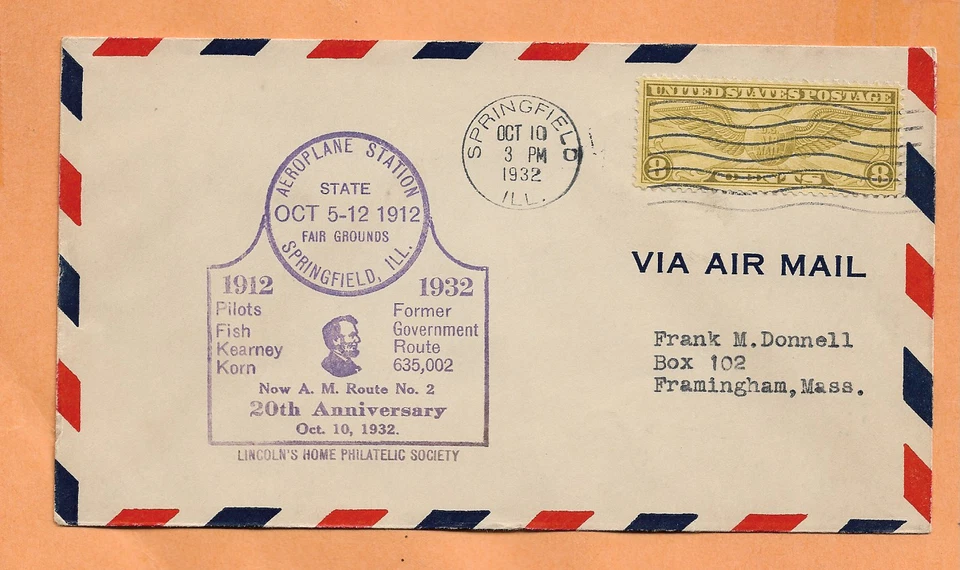 AEROPLANE STATION
STATE
OCT 5-12 1912
FAIR GROUNDS
SPRINGFIELD, ILL.
1912 1932
Pilots Former
Fish Government
Kearney Route
Korn 635,002
Now A. M. Route No. 2
20th Anniversary
Oct. 10, 1932.
LINCOLN'S HOME PHILATELIC SOCIETY
SPRINGFIELD
OCT 10
3 PM
1932
ILL.
UNITED STATES POSTAGE
U S
MAIL
8 CENTS 8
VIA AIR MAIL
Frank M.Donnell
Box 102
Framingham,Mass.